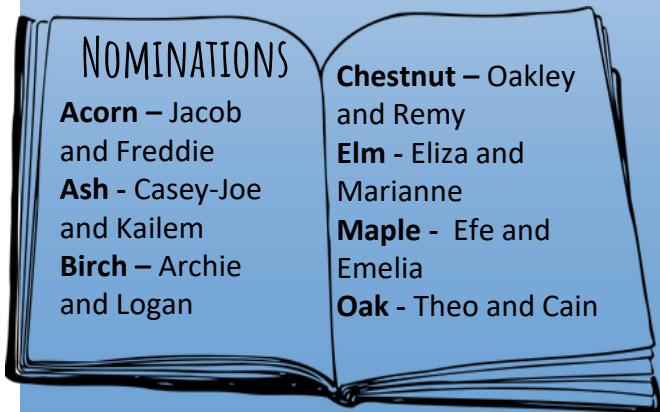 NOMINATIONS
Acorn – Jacob
and Freddie
Ash - Casey-Joe
and Kailem
Birch – Archie
and Logan
Chestnut – Oakley
and Remy
Elm - Eliza and
Marianne
Maple -  Efe and
Emelia
Oak - Theo and Cain